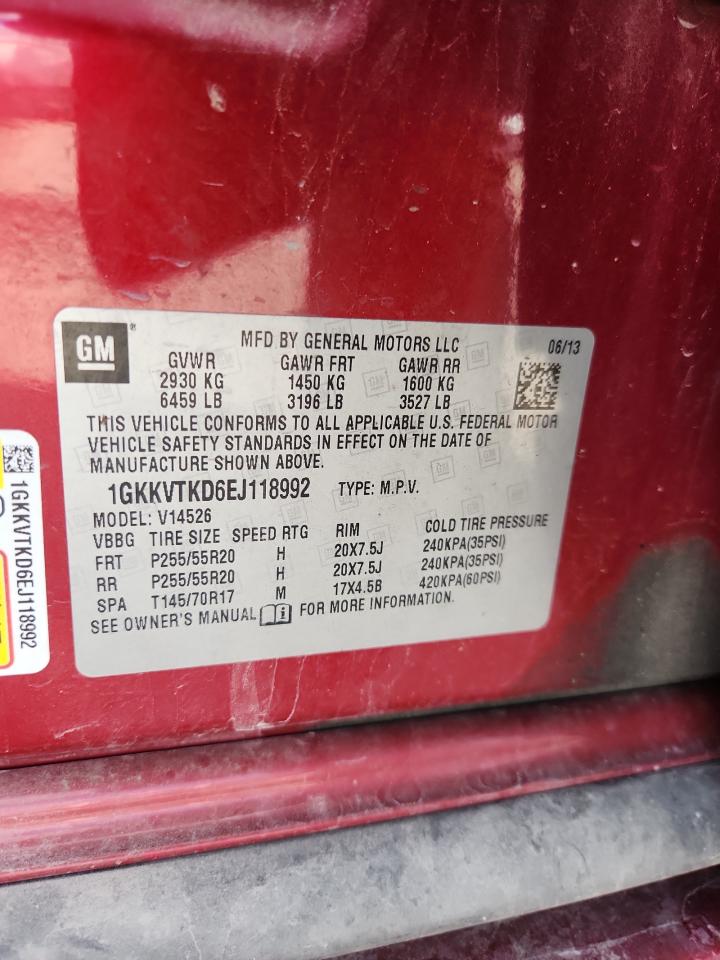 GM
MFD BY GENERAL MOTORS LLC 06/13
GVWR GAWR FRT GAWR RR
2930 KG 1450 KG 1600 KG
6459 LB 3196 LB 3527 LB
THIS VEHICLE CONFORMS TO ALL APPLICABLE U.S. FEDERAL MOTOR
VEHICLE SAFETY STANDARDS IN EFFECT ON THE DATE OF
MANUFACTURE SHOWN ABOVE.
1GKKVTKD6EJ118992 TYPE: M.P.V.
MODEL: V14526
VBBG TIRE SIZE SPEED RTG RIM COLD TIRE PRESSURE
FRT P255/55R20 H 20X7.5J 240KPA(35PSI)
RR P255/55R20 H 20X7.5J 240KPA(35PSI)
SPA T145/70R17 M 17X4.5B 420KPA(60PSI)
SEE OWNER'S MANUAL i FOR MORE INFORMATION.
1GKKVTKD6EJ118992